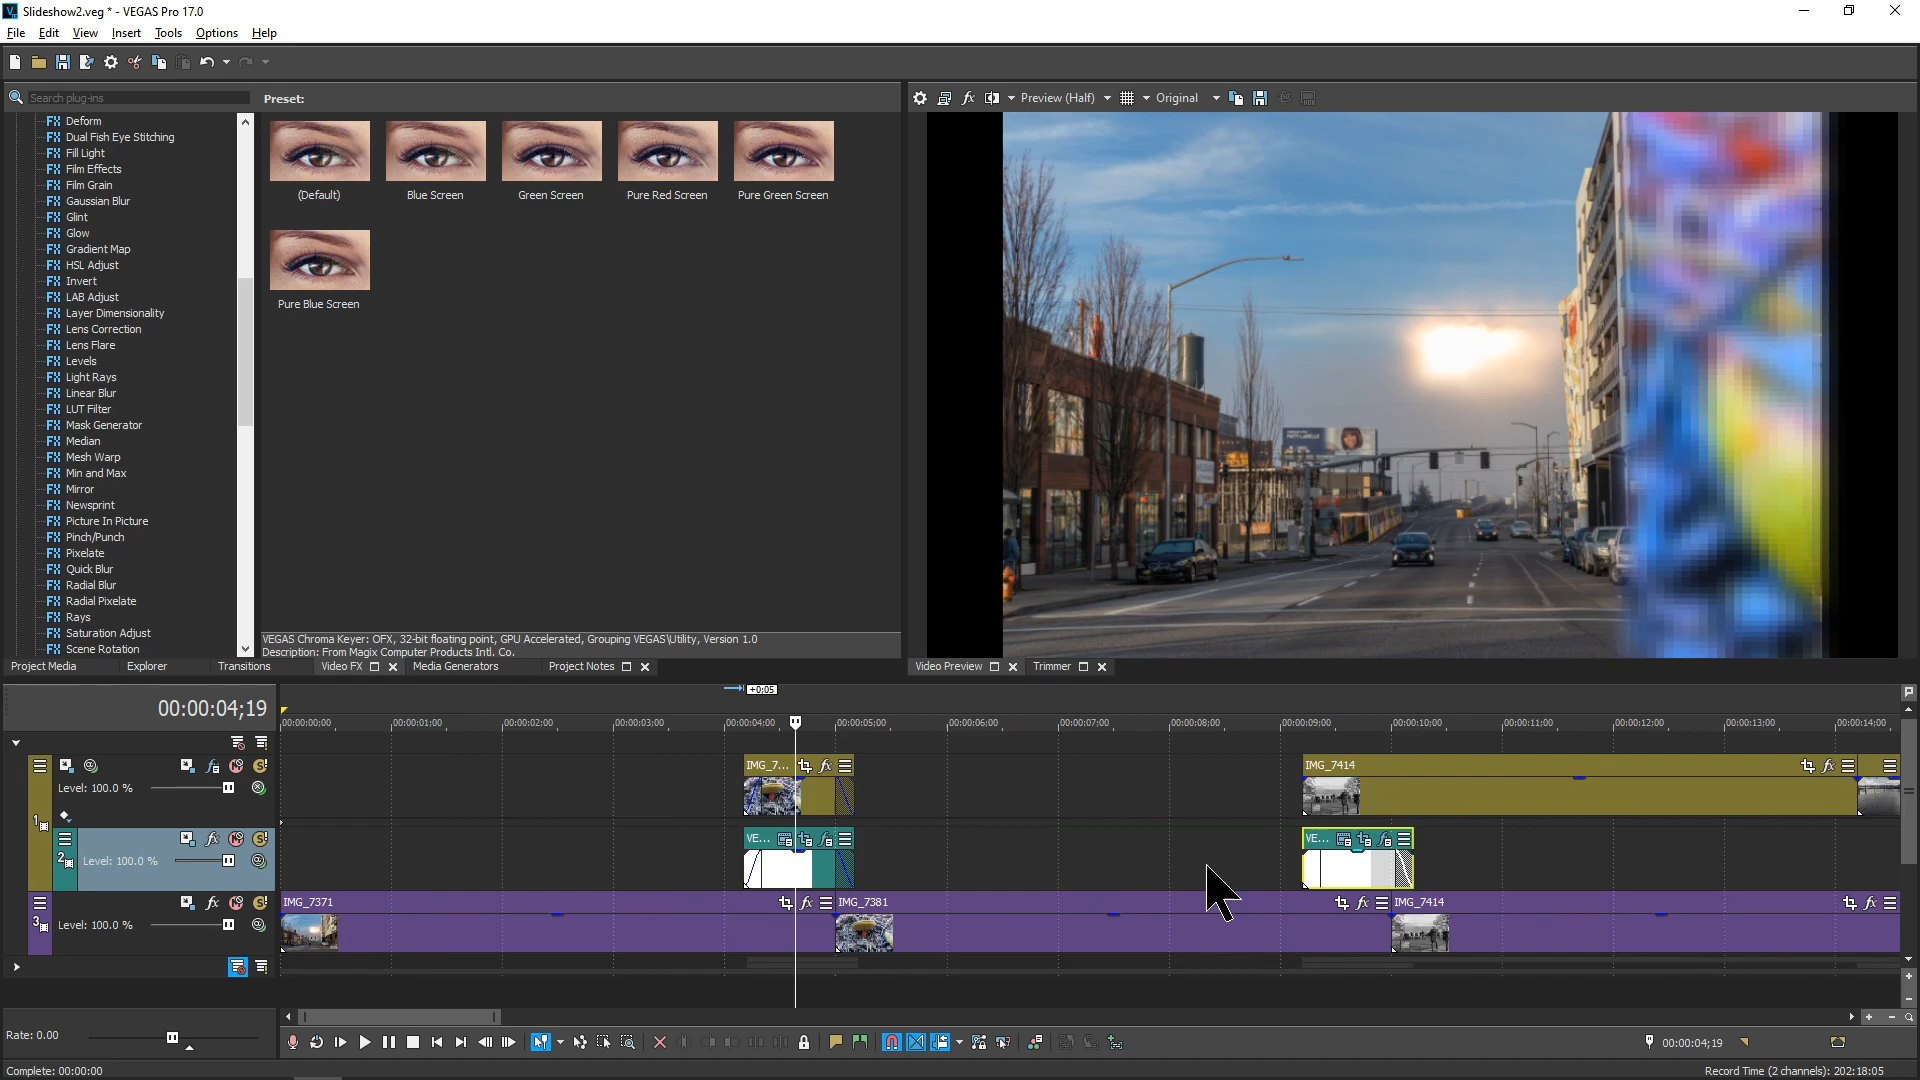 Slideshow2.veg * - VEGAS Pro 17.0
File Edit View Insert Tools Options Help
Search plug-ins
Preset:
Preview (Half)
Original
Deform
Dual Fish Eye Stitching
Fill Light
Film Effects
Film Grain
Gaussian Blur
Glint
Glow
Gradient Map
HSL Adjust
Invert
LAB Adjust
Layer Dimensionality
Lens Correction
Lens Flare
Levels
Light Rays
Linear Blur
LUT Filter
Mask Generator
Median
Mesh Warp
Min and Max
Mirror
Newsprint
Picture In Picture
Pinch/Punch
Pixelate
Quick Blur
Radial Blur
Radial Pixelate
Rays
Saturation Adjust
Scene Rotation
(Default) Blue Screen Green Screen Pure Red Screen Pure Green Screen
Pure Blue Screen
VEGAS Chroma Keyer: OFX, 32-bit floating point, GPU Accelerated, Grouping VEGAS\Utility, Version 1.0
Description: From Magix Computer Products Intl. Co.
Project Media Explorer Transitions Video FX Media Generators Project Notes Video Preview Trimmer
+0:05
00:00:04;19
00:00:00;00 00:00:01;00 00:00:02;00 00:00:03;00 00:00:04;00 00:00:05;00 00:00:06;00 00:00:07;00 00:00:08;00 00:00:09;00 00:00:10;00 00:00:11;00 00:00:12;00 00:00:13;00 00:00:14;00
IMG_7... IMG_7414
Level: 100.0 %
1
VE... VE...
2 Level: 100.0 %
IMG_7371 IMG_7381 IMG_7414
3 Level: 100.0 %
Rate: 0.00
00:00:04;19
Complete: 00:00:00
Record Time (2 channels): 202:18:05